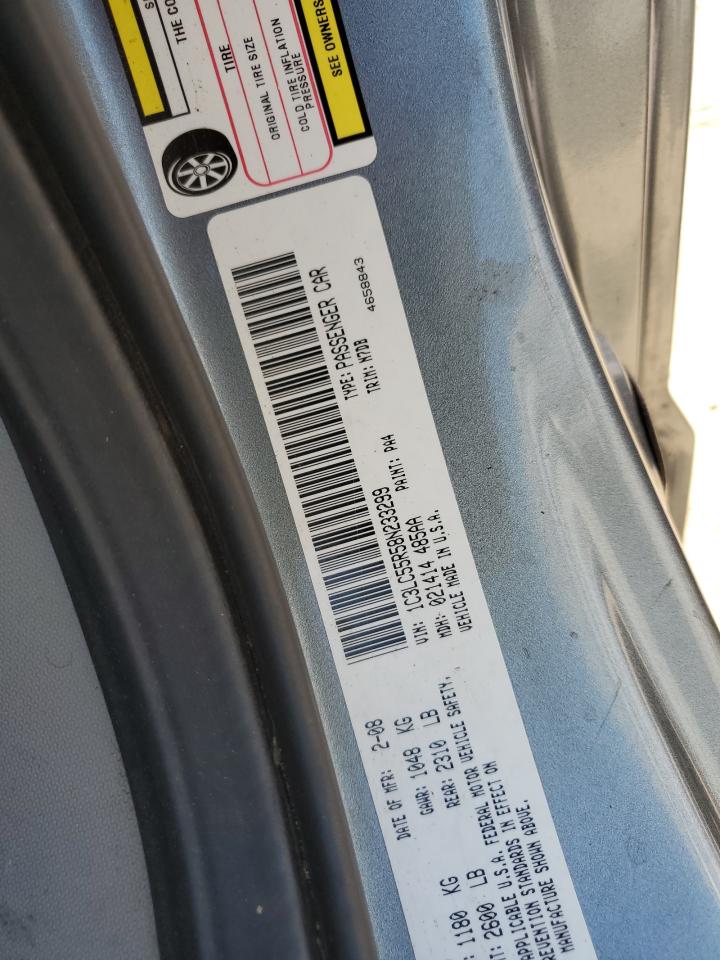 THE CO
TIRE
ORIGINAL TIRE SIZE
COLD TIRE INFLATION
PRESSURE
SEE OWNERS
DATE OF MFR: 2-08
1180 KG
GAWR: 1048 KG
2600 LB
REAR: 2310 LB
APPLICABLE U.S.A. FEDERAL MOTOR VEHICLE SAFETY,
STANDARDS IN EFFECT ON
MANUFACTURE SHOWN ABOVE.
VIN: 1C3LC55R58N233299
TYPE: PASSENGER CAR
MDH: 021414 485AA
PAINT: PA4
TRIM: N7DB
VEHICLE MADE IN U.S.A.
4658843